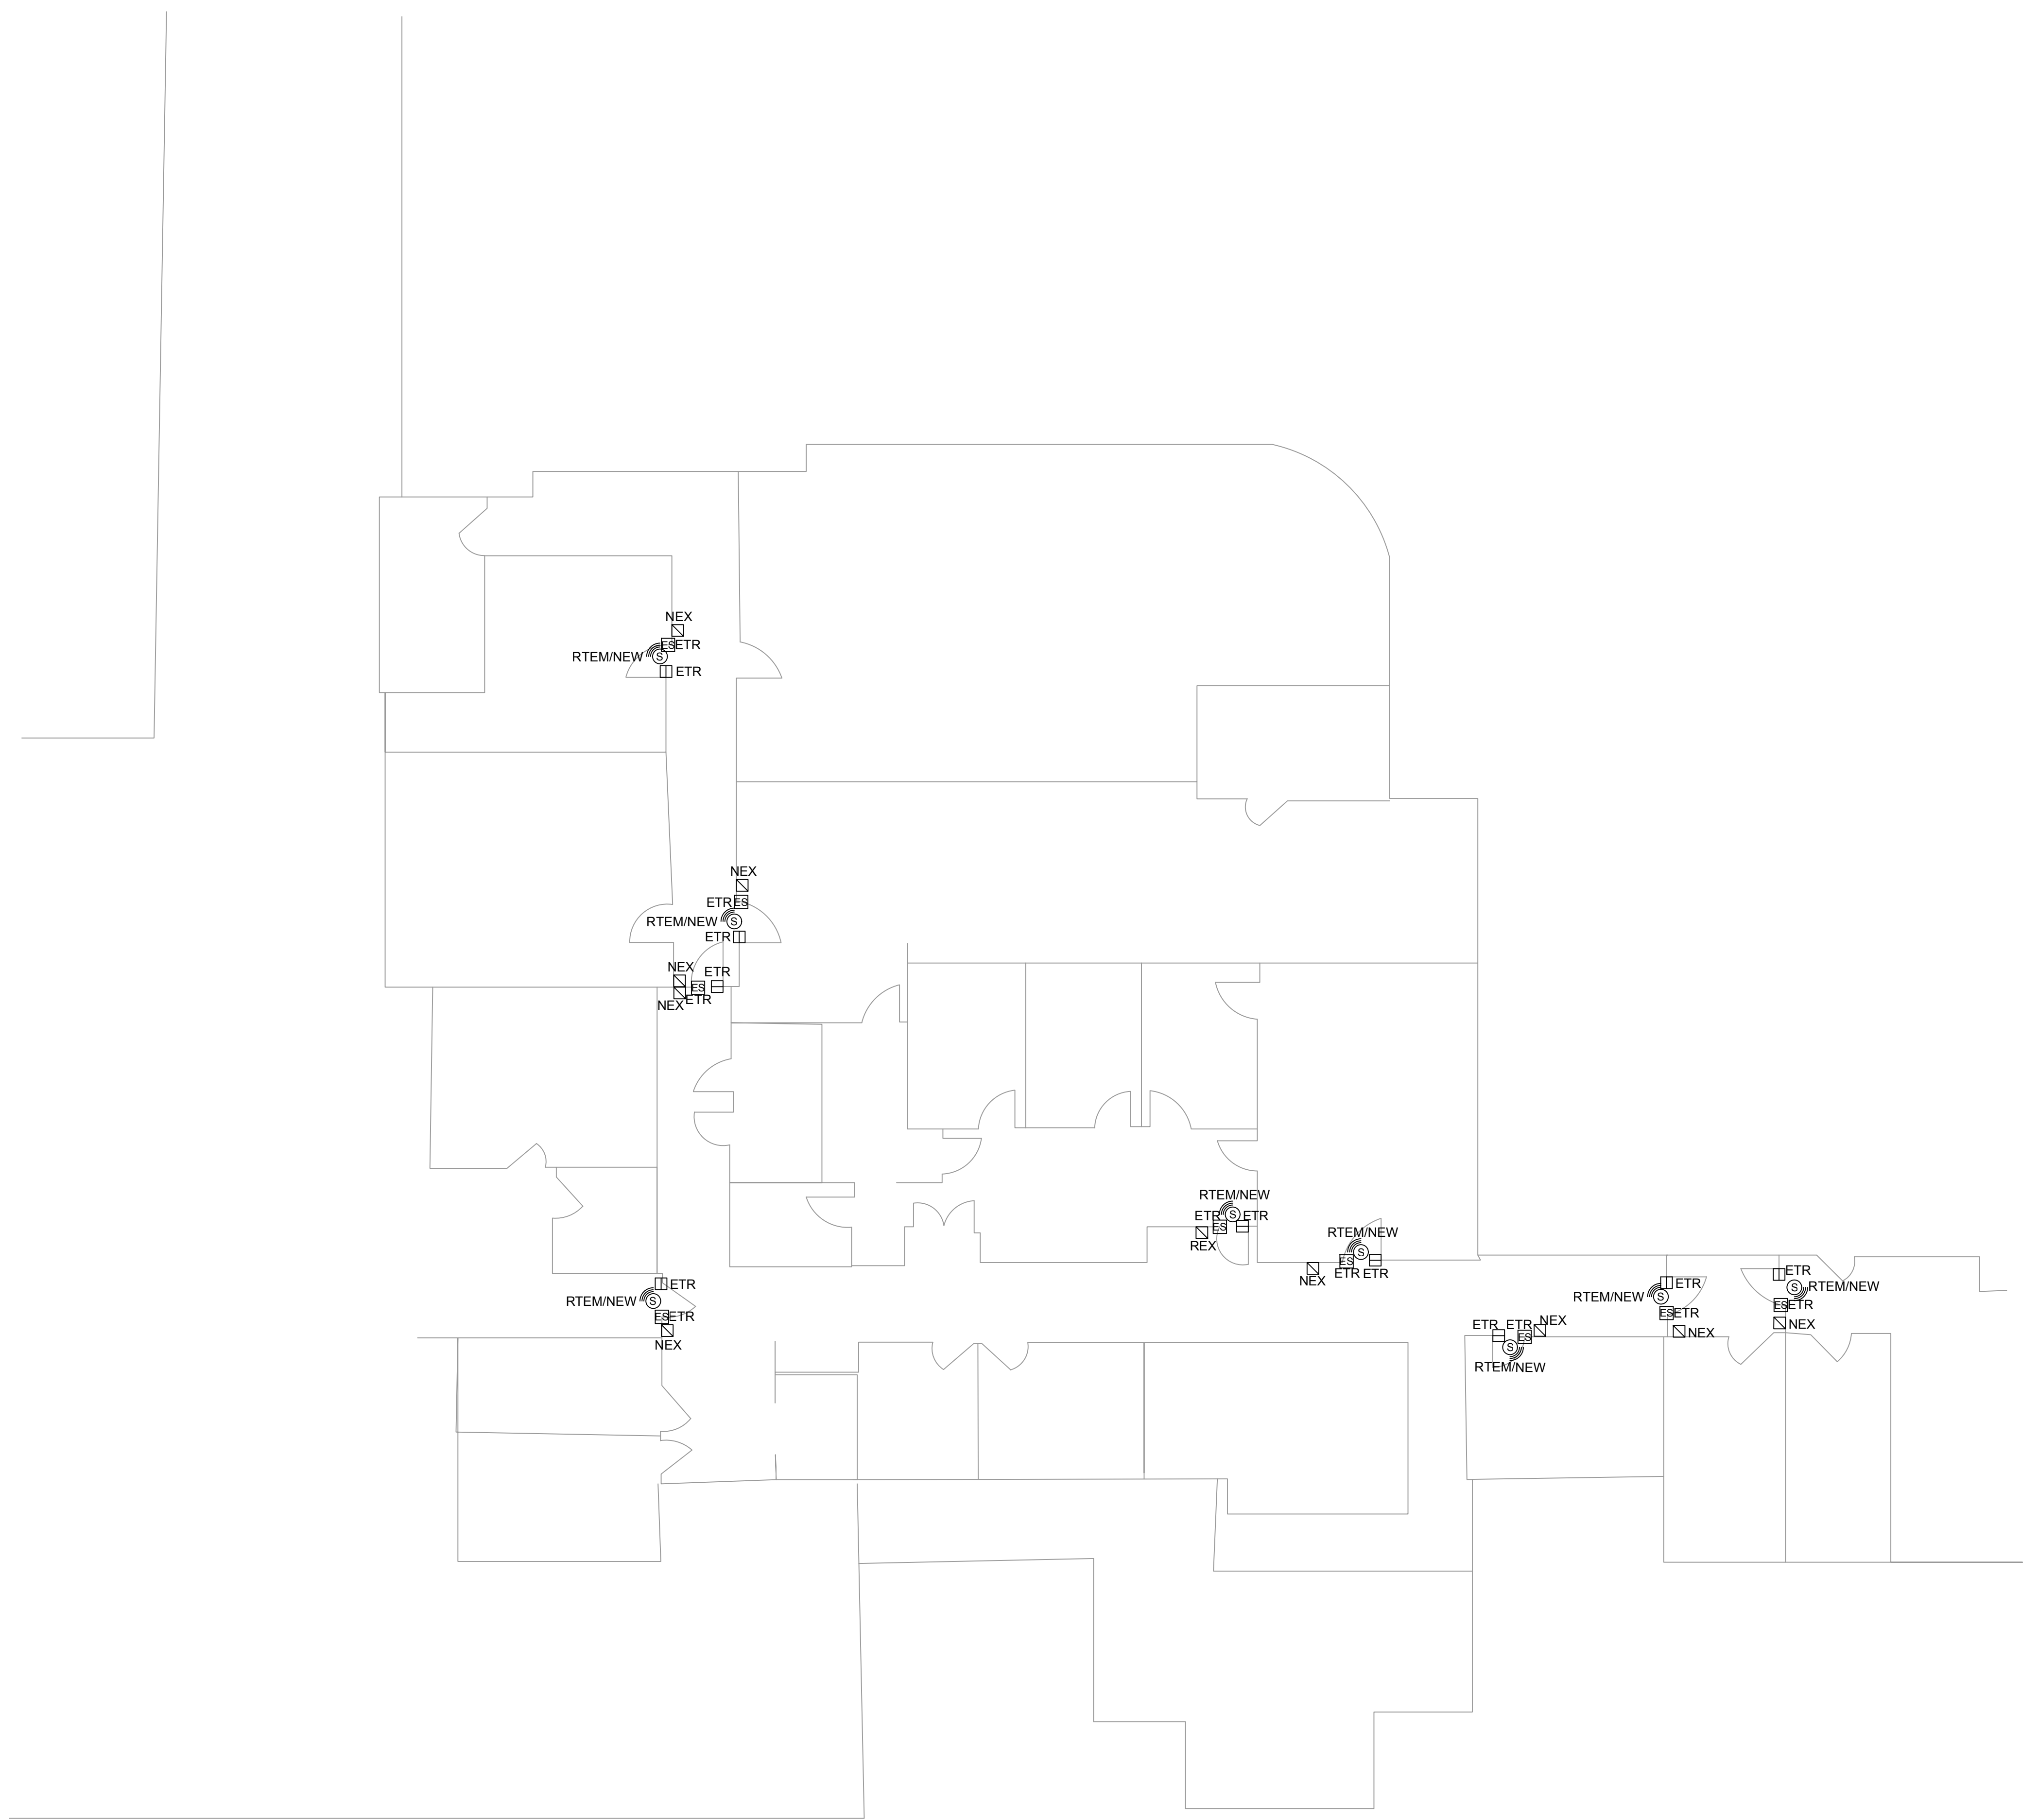 NEX
ES ETR
RTEM/NEW S
ETR
NEX
ETR ES
RTEM/NEW S
ETR
NEX ETR
ES
NEX ETR
RTEM/NEW
S
ETR ES ETR
REX
RTEM/NEW
S
ES
NEX ETR ETR
ETR
RTEM/NEW S
ES ETR
NEX
ETR
RTEM/NEW S
ES ETR
NEX
ETR
S RTEM/NEW
ES ETR
NEX
ETR ETR NEX
ES
S
RTEM/NEW